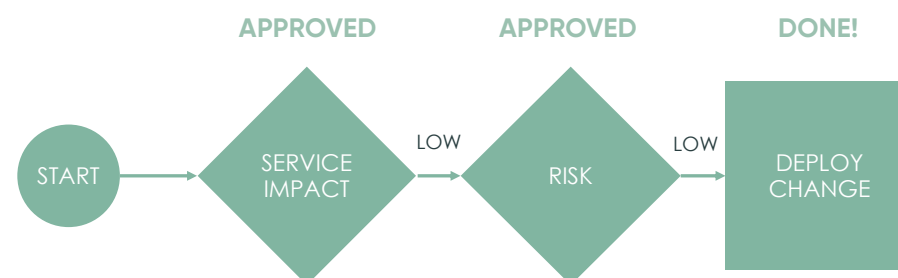 APPROVED
APPROVED
DONE!
START
SERVICE
IMPACT
LOW
RISK
LOW
DEPLOY
CHANGE